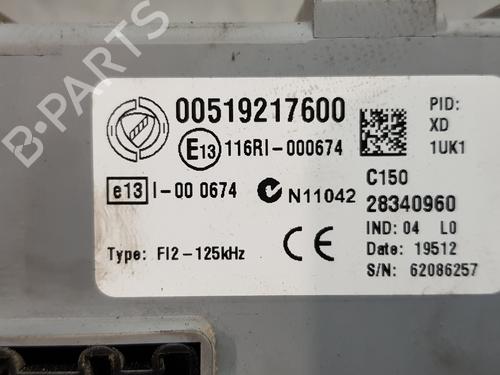 00519217600
PID:
XD
1UK1
E13 116RI-000674
e13 I-00 0674
N11042
C150
28340960
IND: 04 L0
Date: 19512
S/N: 62086257
Type: FI2-125kHz
CE
B-PARTS